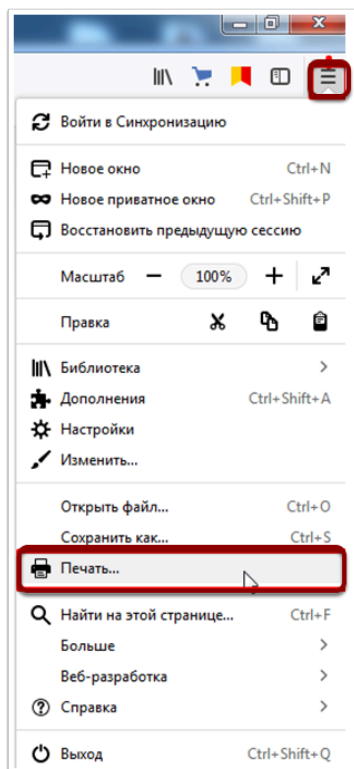 Войти в Синхронизацию
Новое окно Ctrl+N
Новое приватное окно Ctrl+Shift+P
Восстановить предыдущую сессию
Масштаб − 100% +
Правка
Библиотека >
Дополнения Ctrl+Shift+A
Настройки
Изменить...
Открыть файл... Ctrl+O
Сохранить как... Ctrl+S
Печать...
Найти на этой странице... Ctrl+F
Больше >
Веб-разработка >
Справка >
Выход Ctrl+Shift+Q